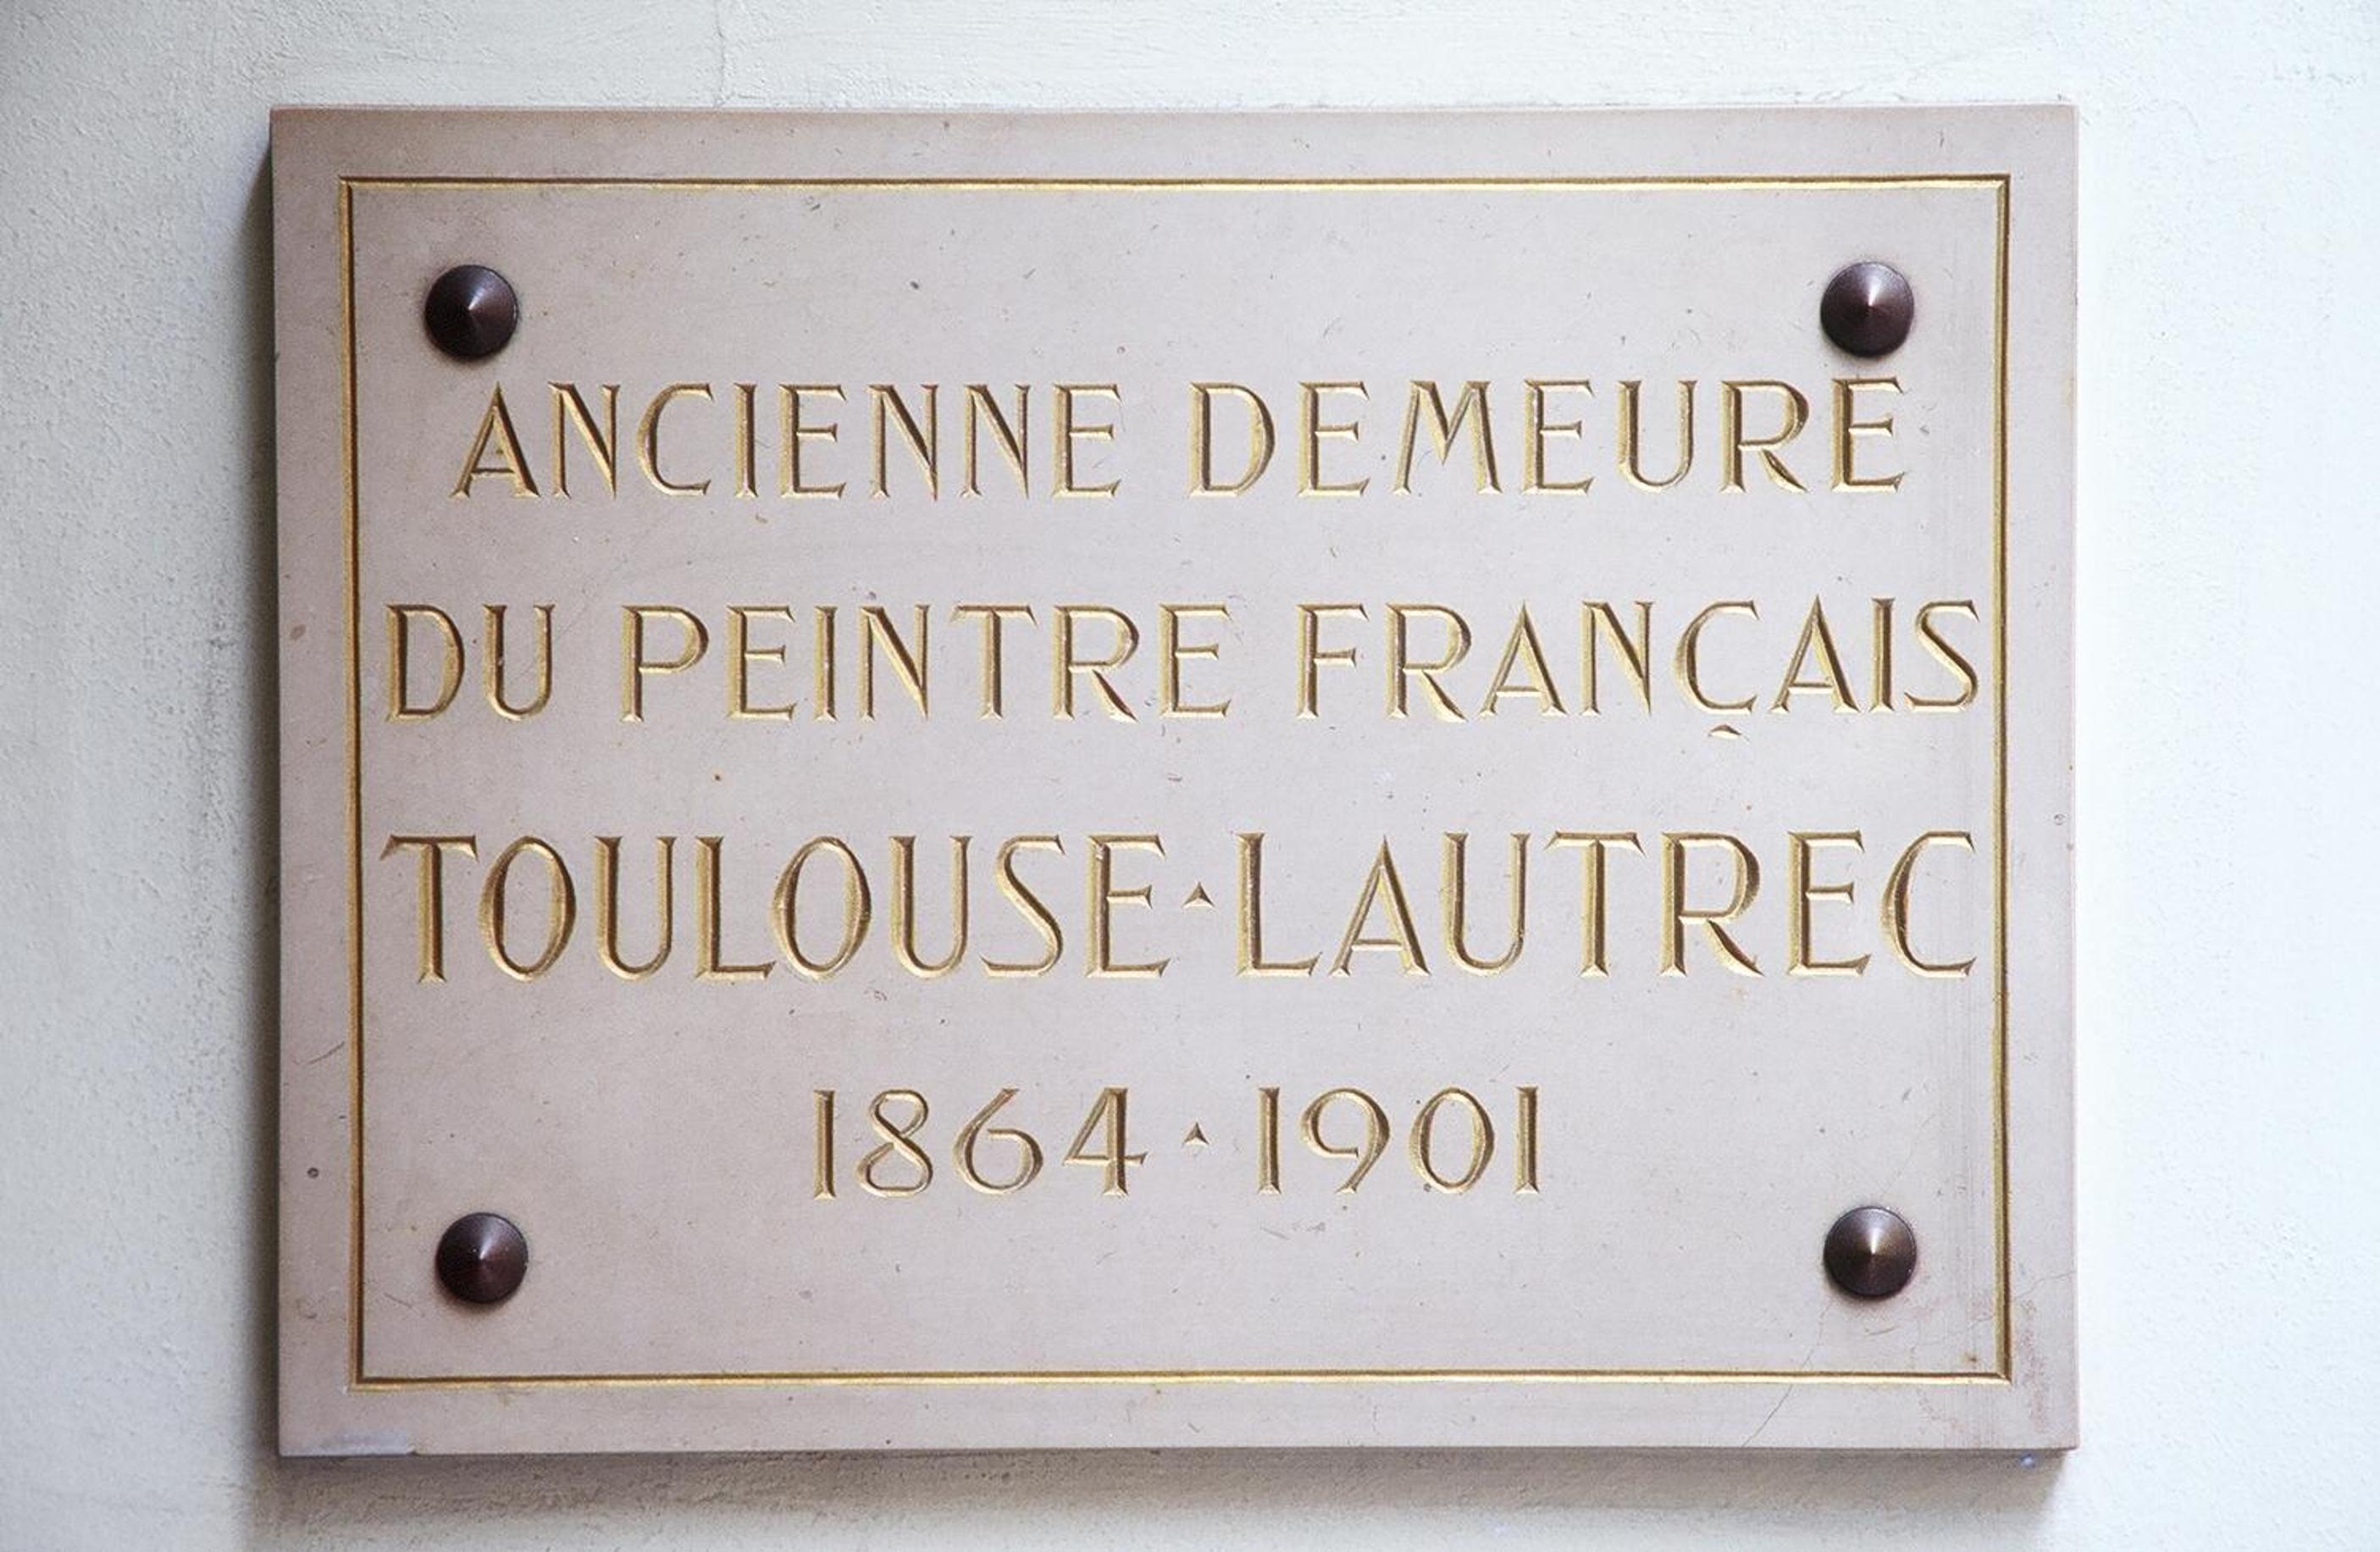 ANCIENNE DEMEURE
DU PEINTRE FRANÇAIS
TOULOUSE·LAUTREC
1864·1901